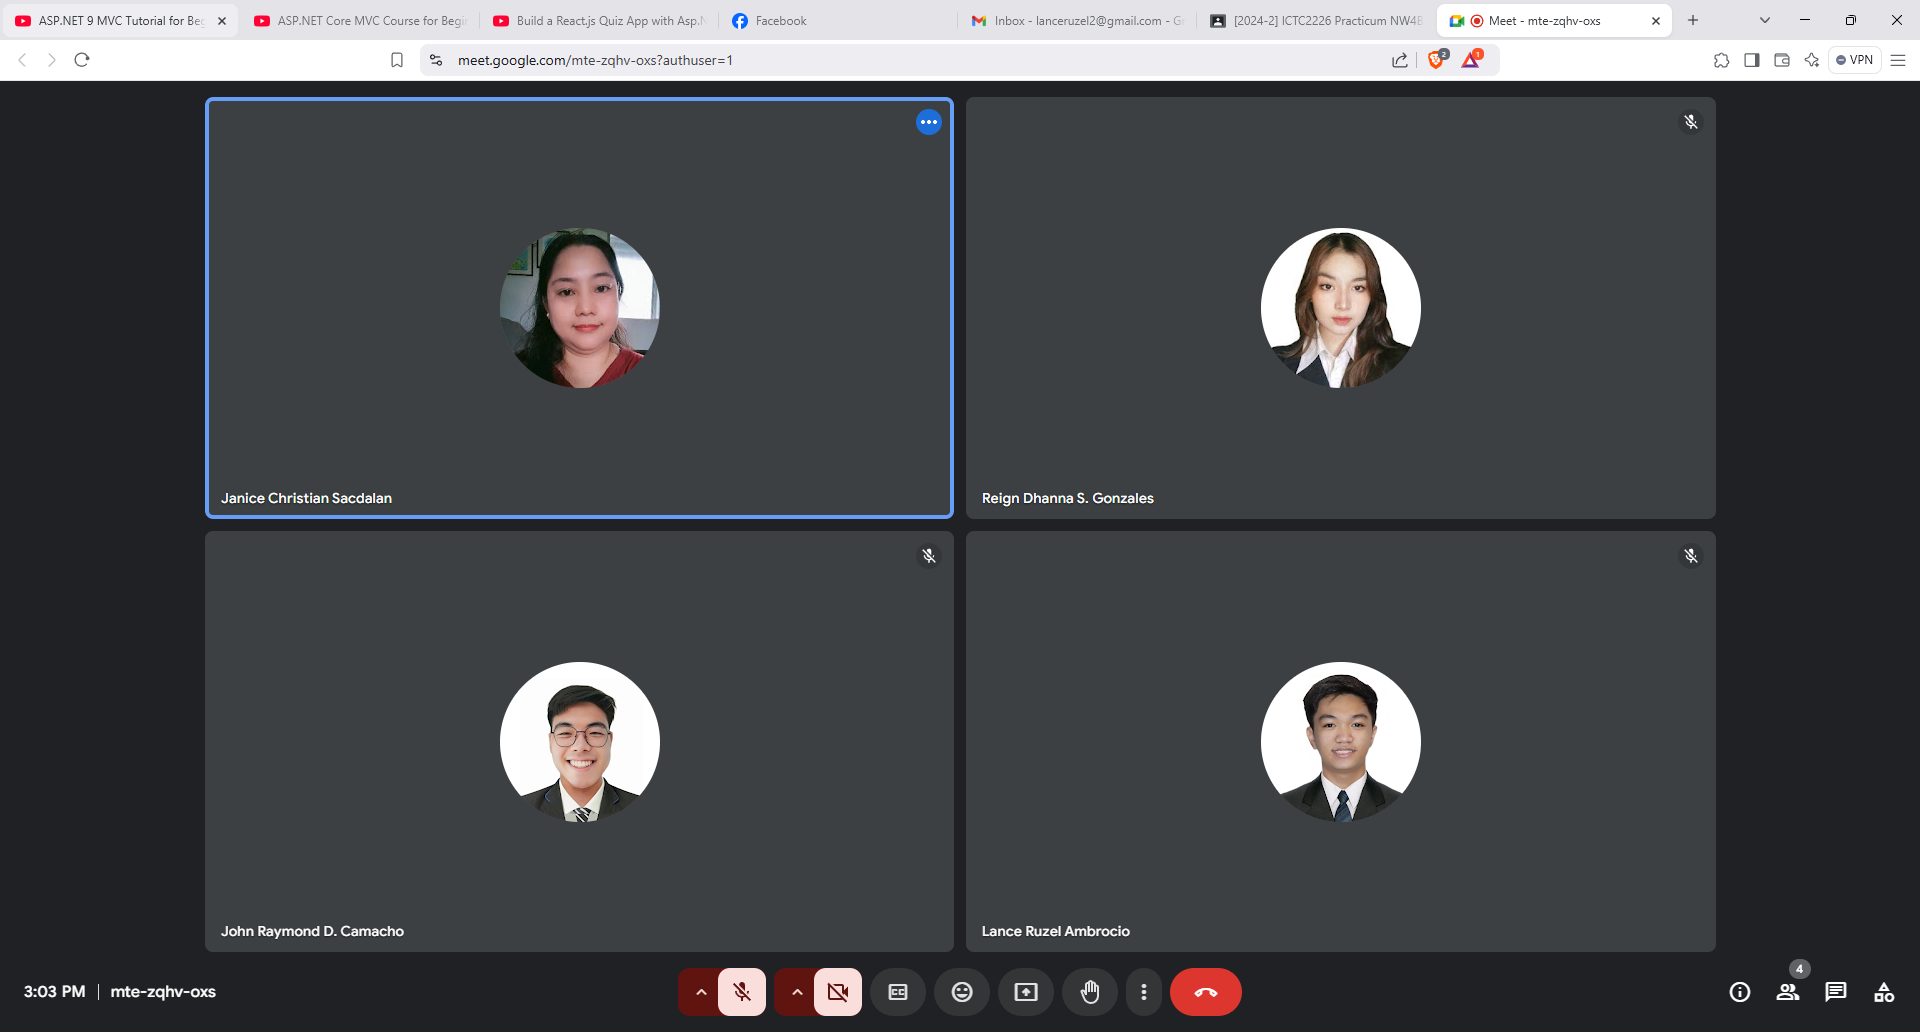 ASP.NET 9 MVC Tutorial for Beg
ASP.NET Core MVC Course for Begi
Build a React.js Quiz App with Asp.N
Facebook
Inbox - lanceruzel2@gmail.com - G
[2024-2] ICTC2226 Practicum NW4B
Meet - mte-zqhv-oxs
meet.google.com/mte-zqhv-oxs?authuser=1
2
1
VPN
Janice Christian Sacdalan
Reign Dhanna S. Gonzales
John Raymond D. Camacho
Lance Ruzel Ambrocio
3:03 PM | mte-zqhv-oxs
CC
4